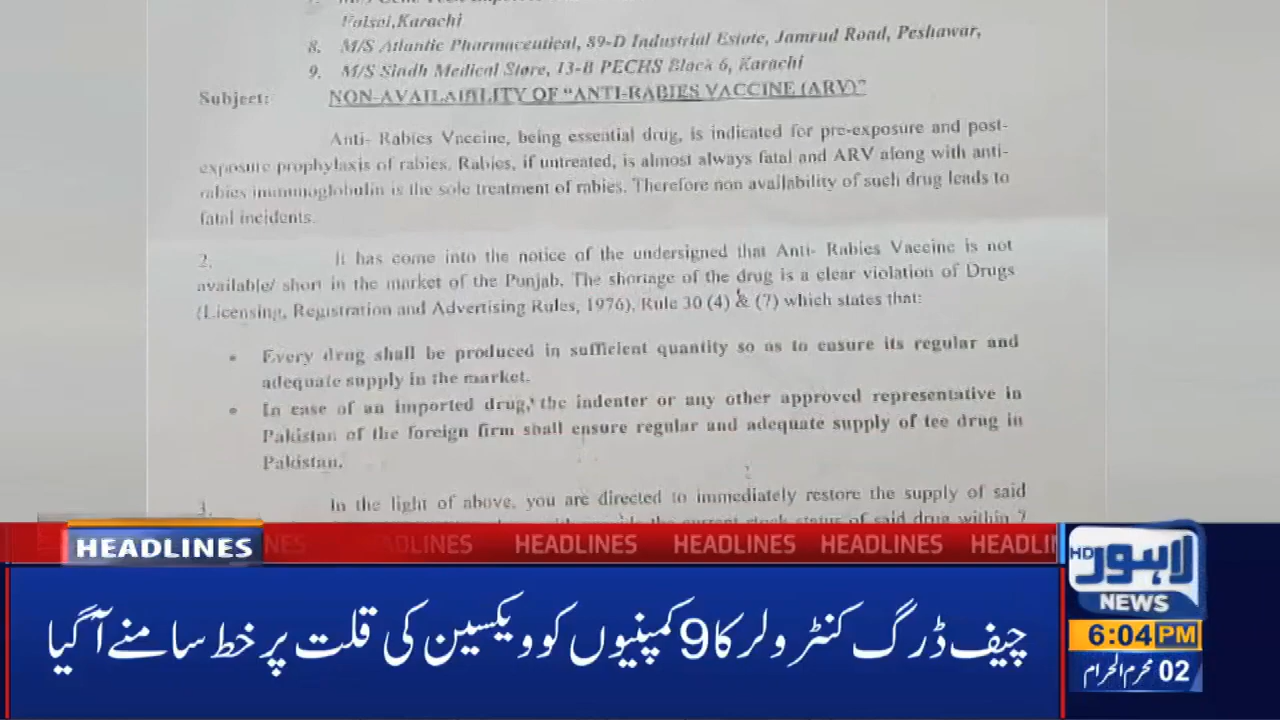 Faisal, Karachi
8. M/S Atlantic Pharmaceutical, 89-D Industrial Estate, Jamrud Road, Peshawar,
9. M/S Sindh Medical Store, 13-B PECHS Block 6, Karachi
Subject: NON-AVAILABILITY OF "ANTI-RABIES VACCINE (ARV)"
Anti- Rabies Vaccine, being essential drug, is indicated for pre-exposure and post-
exposure prophylaxis of rabies. Rabies, if untreated, is almost always fatal and ARV along with anti-
rabies immunoglobulin is the sole treatment of rabies. Therefore non availability of such drug leads to
fatal incidents.
2. It has come into the notice of the undersigned that Anti- Rabies Vaccine is not
available/ short in the market of the Punjab. The shortage of the drug is a clear violation of Drugs
(Licensing, Registration and Advertising Rules, 1976), Rule 30 (4) & (7) which states that:
• Every drug shall be produced in sufficient quantity so as to ensure its regular and
adequate supply in the market.
• In case of an imported drug, the indenter or any other approved representative in
Pakistan of the foreign firm shall ensure regular and adequate supply of tee drug in
Pakistan.
3. In the light of above, you are directed to immediately restore the supply of said
the current stock status of said drug within 7
HEADLINES
HEADLINES HEADLINES HEADLINES HEADLI
چیف ڈرگ کنٹرولر کا 9 کمپنیوں کو ویکسین کی قلت پر خط سامنے آگیا
لاہور HD
NEWS
6:04 PM
02 محرم الحرام